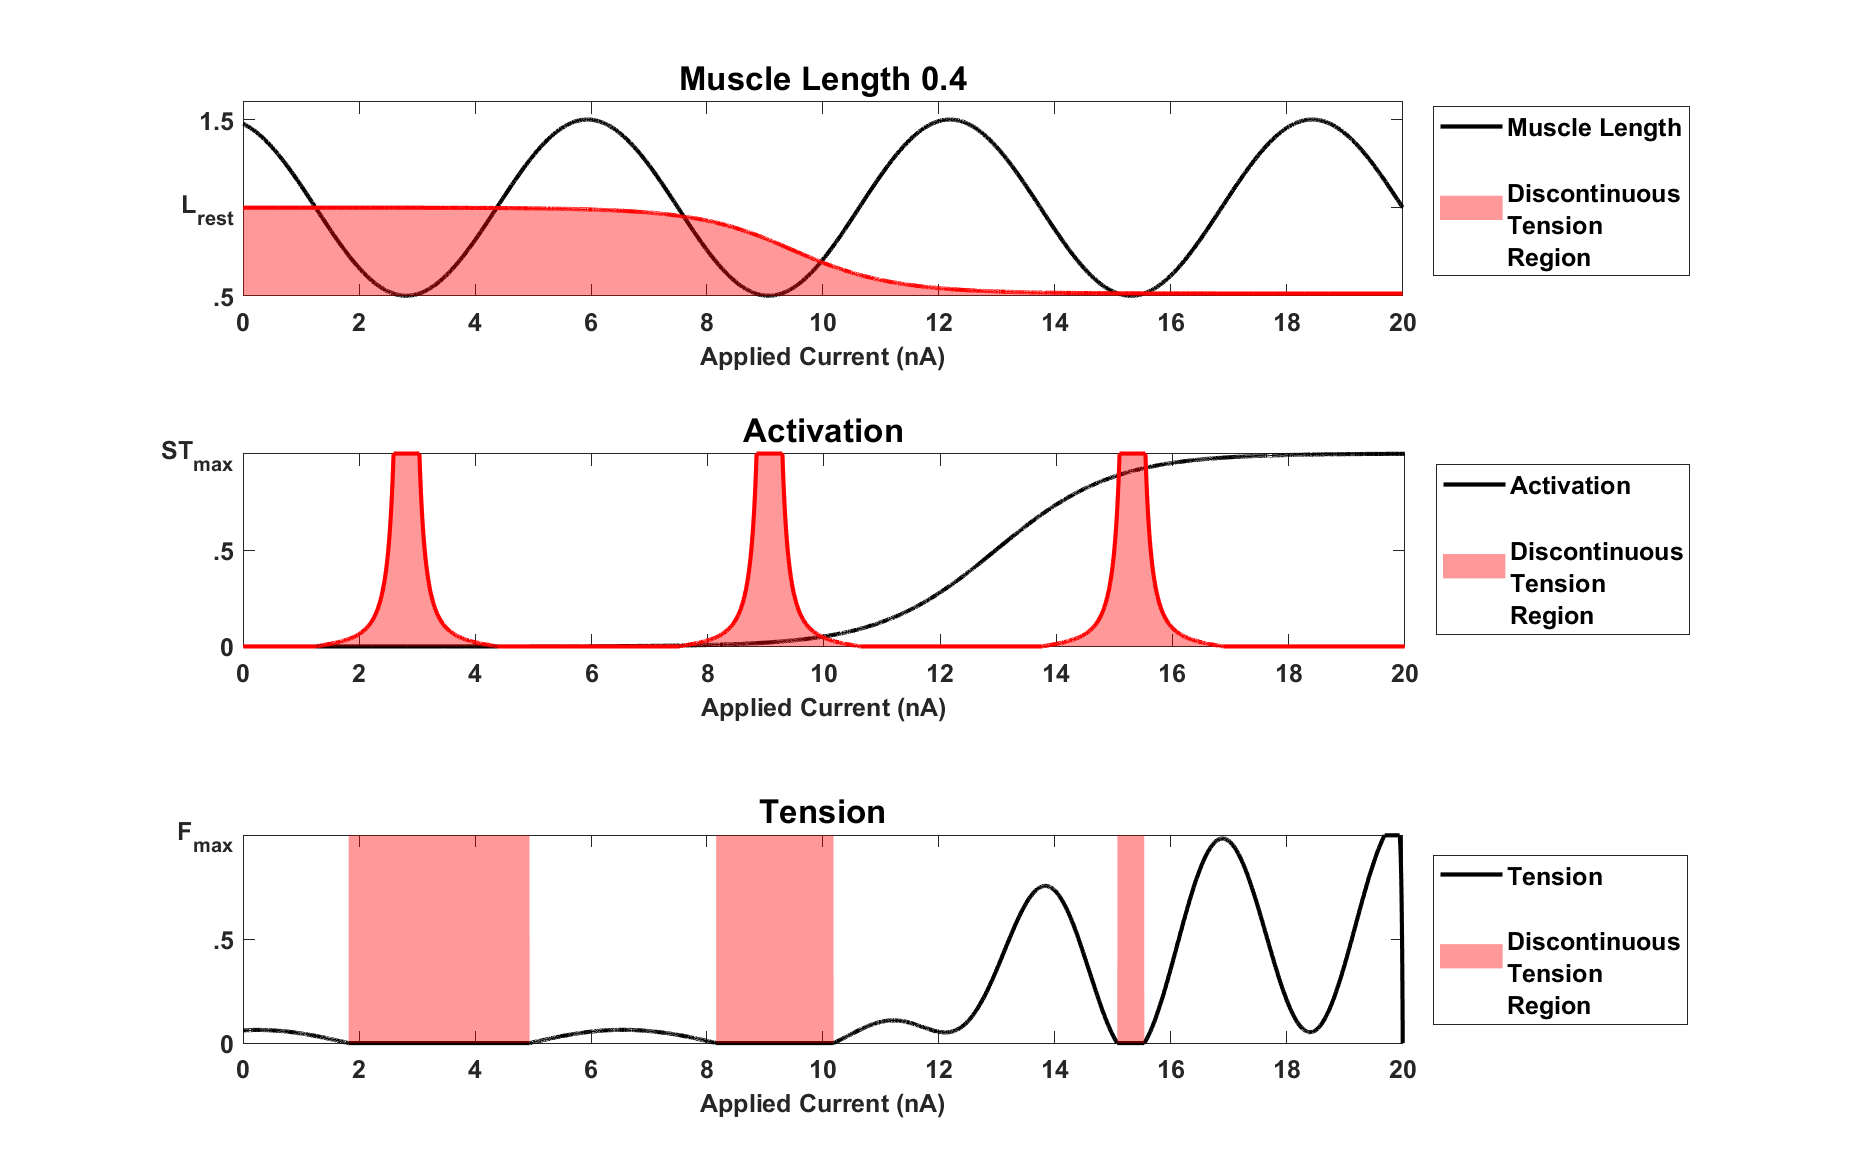 Muscle Length 0.4
1.5
L_rest
.5
0 2 4 6 8 10 12 14 16 18 20
Applied Current (nA)
Muscle Length
Discontinuous
Tension
Region
Activation
ST_max
.5
0
0 2 4 6 8 10 12 14 16 18 20
Applied Current (nA)
Activation
Discontinuous
Tension
Region
Tension
F_max
.5
0
0 2 4 6 8 10 12 14 16 18 20
Applied Current (nA)
Tension
Discontinuous
Tension
Region